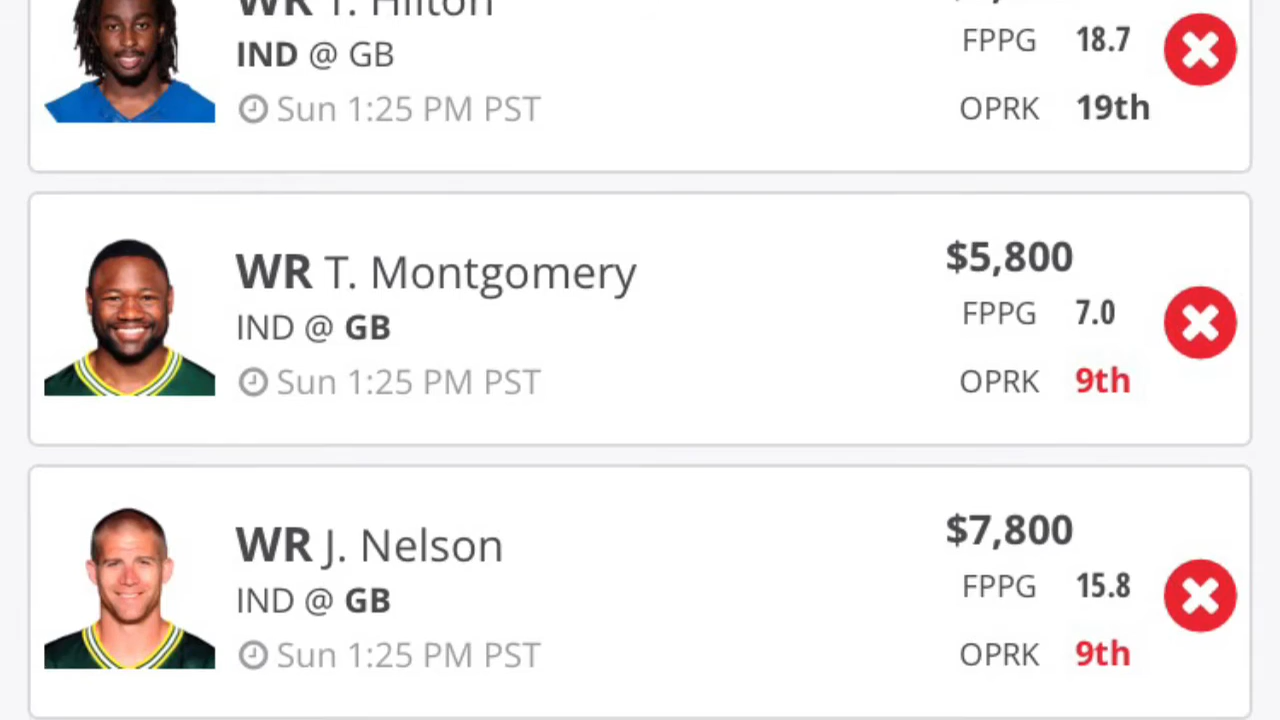 WR T. Hilton
IND @ GB
FPPG 18.7
Sun 1:25 PM PST
OPRK 19th
WR T. Montgomery
$5,800
IND @ GB
FPPG 7.0
Sun 1:25 PM PST
OPRK 9th
WR J. Nelson
$7,800
IND @ GB
FPPG 15.8
Sun 1:25 PM PST
OPRK 9th